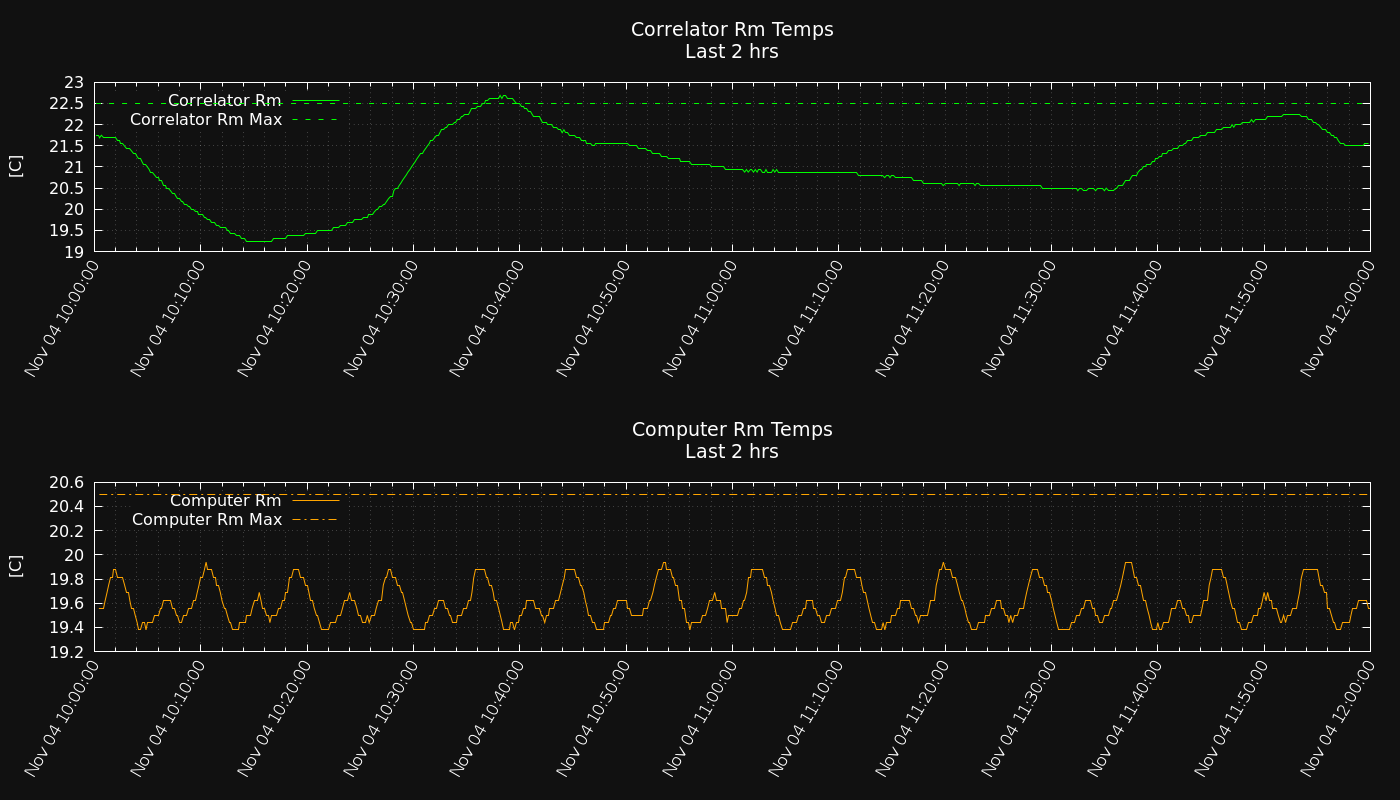 Correlator Rm Temps
Last 2 hrs
23
22.5
22
21.5
21
20.5
20
19.5
19
[C]
Correlator Rm
Correlator Rm Max
Nov 04 10:00:00
Nov 04 10:10:00
Nov 04 10:20:00
Nov 04 10:30:00
Nov 04 10:40:00
Nov 04 10:50:00
Nov 04 11:00:00
Nov 04 11:10:00
Nov 04 11:20:00
Nov 04 11:30:00
Nov 04 11:40:00
Nov 04 11:50:00
Nov 04 12:00:00
Computer Rm Temps
Last 2 hrs
20.6
20.4
20.2
20
19.8
19.6
19.4
19.2
[C]
Computer Rm
Computer Rm Max
Nov 04 10:00:00
Nov 04 10:10:00
Nov 04 10:20:00
Nov 04 10:30:00
Nov 04 10:40:00
Nov 04 10:50:00
Nov 04 11:00:00
Nov 04 11:10:00
Nov 04 11:20:00
Nov 04 11:30:00
Nov 04 11:40:00
Nov 04 11:50:00
Nov 04 12:00:00